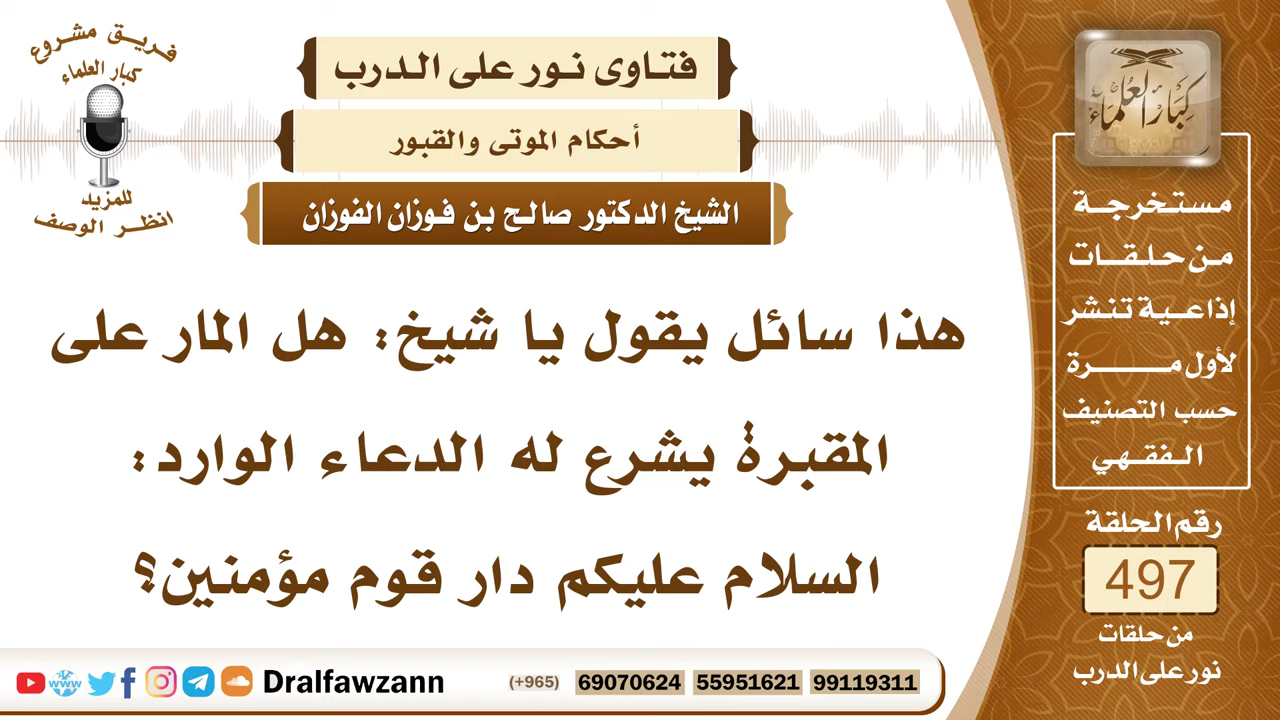 فريق مشروع
كبار العلماء
للمزيد
انظر الوصف
فتاوى نور على الدرب
أحكام الموتى والقبور
الشيخ الدكتور صالح بن فوزان الفوزان
هذا سائل يقول يا شيخ: هل المار على
المقبرة يشرع له الدعاء الوارد:
السلام عليكم دار قوم مؤمنين؟
كبار العلماء
مستخرجة
من حلقات
إذاعية تنشر
لأول مرة
حسب التصنيف
الفقهي
رقم الحلقة
497
من حلقات
نور على الدرب
www Dralfawzann (+965) 69070624 55951621 99119311